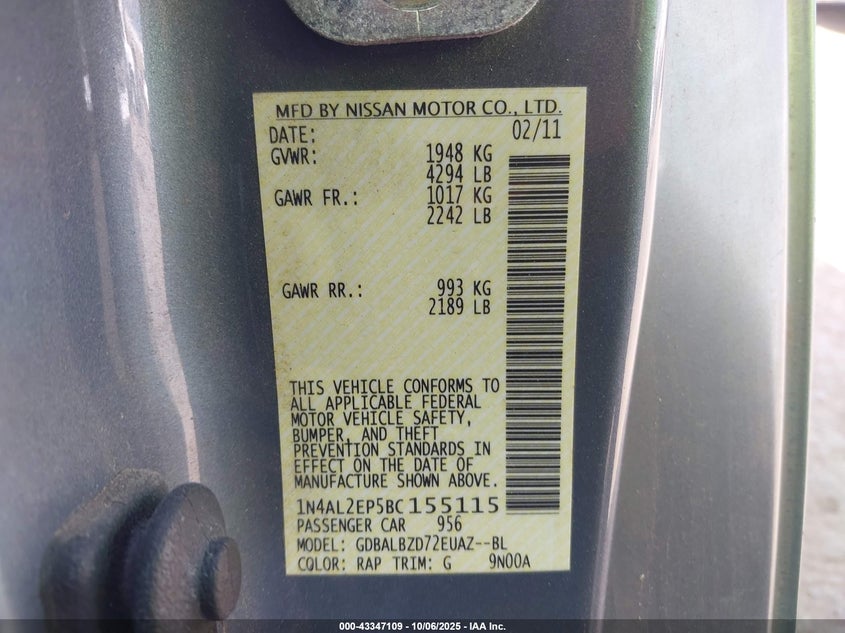 MFD BY NISSAN MOTOR CO., LTD.
DATE: 02/11
GVWR: 1948 KG
4294 LB
GAWR FR.: 1017 KG
2242 LB
GAWR RR.: 993 KG
2189 LB
THIS VEHICLE CONFORMS TO
ALL APPLICABLE FEDERAL
MOTOR VEHICLE SAFETY,
BUMPER, AND THEFT
PREVENTION STANDARDS IN
EFFECT ON THE DATE OF
MANUFACTURE SHOWN ABOVE.
1N4AL2EP5BC155115
PASSENGER CAR 956
MODEL: GDBALBZD72EUAZ--BL
COLOR: RAP TRIM: G 9N00A
000-43347109 - 10/06/2025 - IAA Inc.